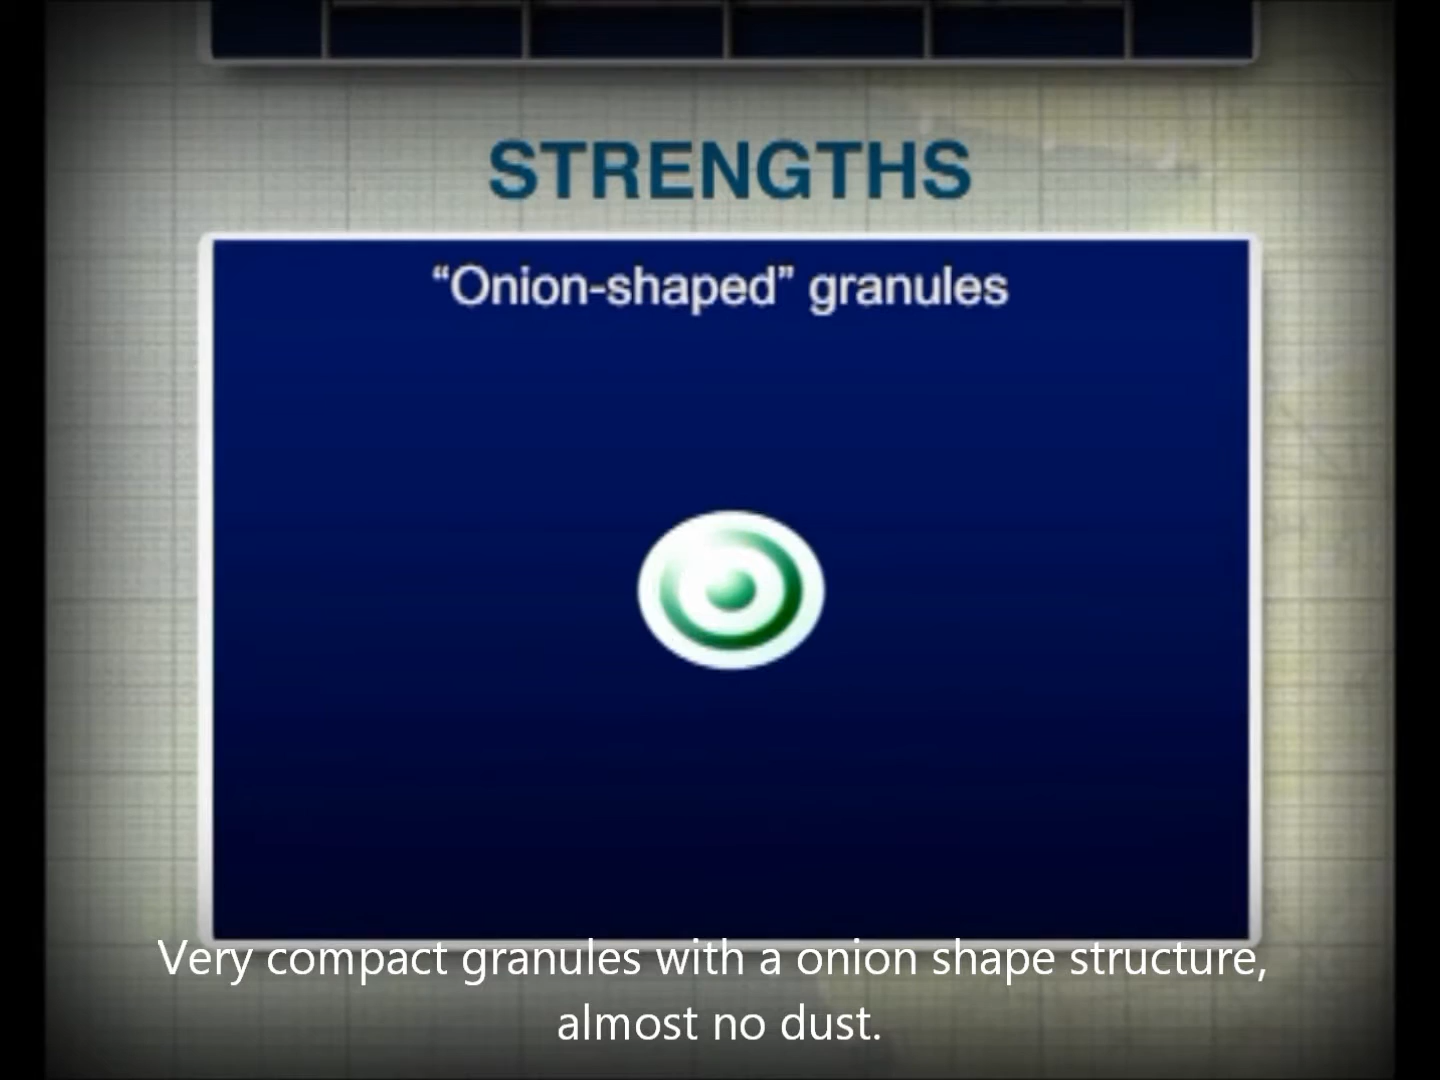 STRENGTHS
“Onion-shaped” granules
Very compact granules with a onion shape structure,
almost no dust.